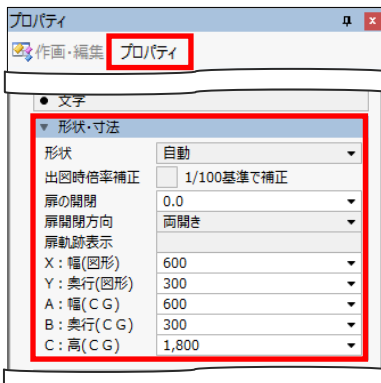 プロパティ
作画・編集 プロパティ
● 文字
▼ 形状・寸法
形状 自動
出図時倍率補正 1/100基準で補正
扉の開閉 0.0
扉開閉方向 両開き
扉軌跡表示
X：幅(図形) 600
Y：奥行(図形) 300
A：幅(CG) 600
B：奥行(CG) 300
C：高(CG) 1,800